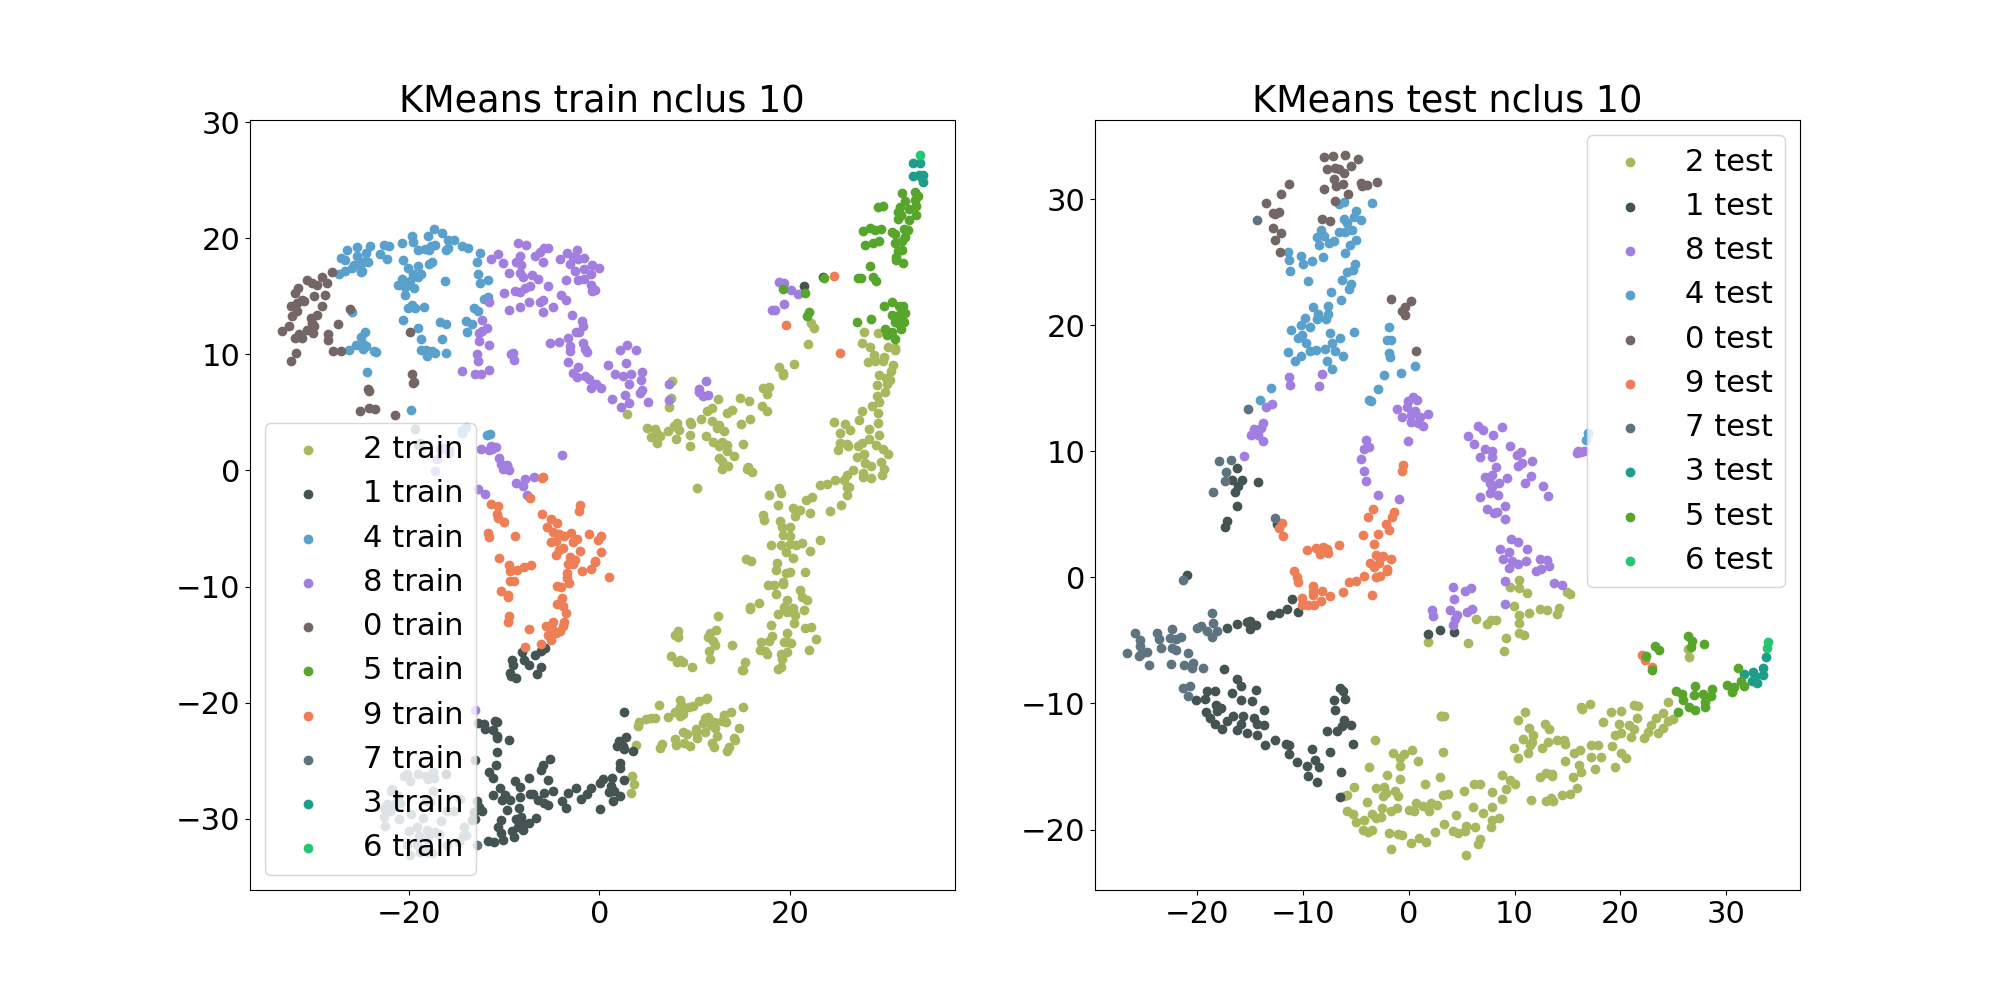 KMeans train nclus 10
30
20
10
0
−10
−20
−30
−20
0
20
2 train
1 train
4 train
8 train
0 train
5 train
9 train
7 train
3 train
6 train
KMeans test nclus 10
30
20
10
0
−10
−20
−20
−10
0
10
20
30
2 test
1 test
8 test
4 test
0 test
9 test
7 test
3 test
5 test
6 test